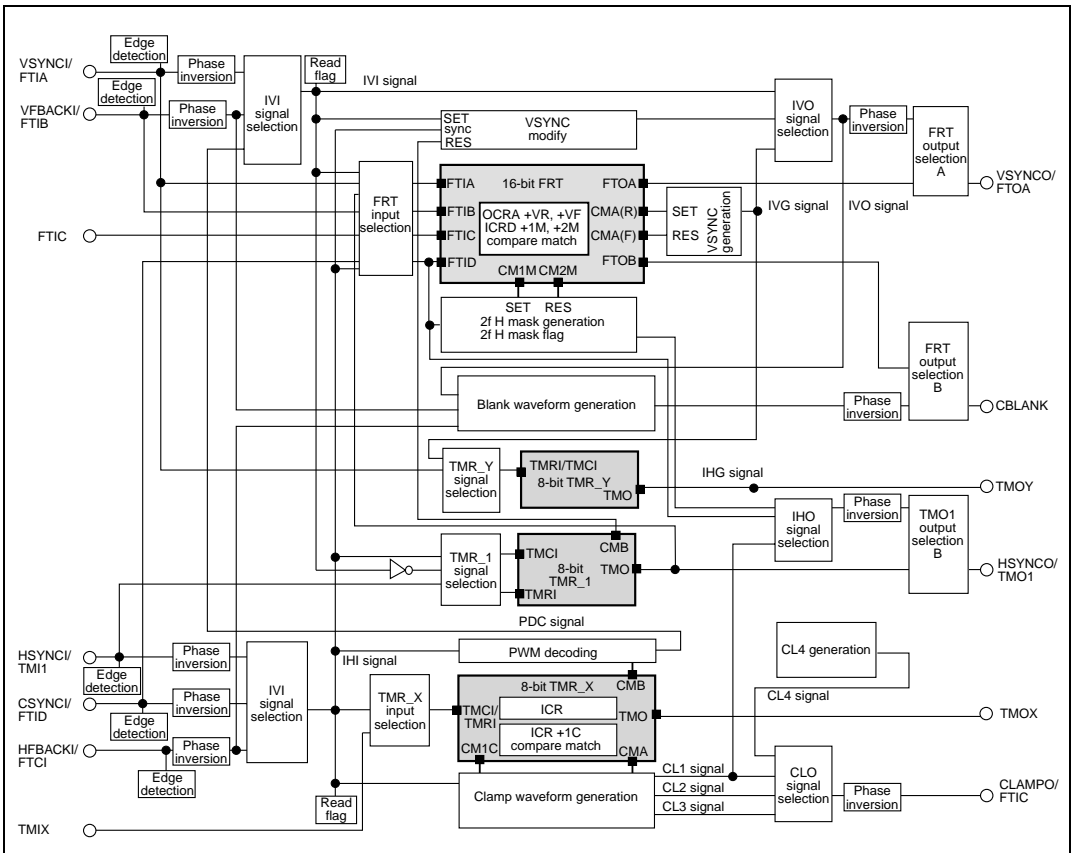 Edge
detection
VSYNCI/
FTIA
Phase
inversion
Edge
detection
VFBACKI/
FTIB
Phase
inversion
IVI
signal
selection
Read
flag
IVI signal
SET
sync
RES
VSYNC
modify
IVO
signal
selection
Phase
inversion
FRT
output
selection
A
VSYNCO/
FTOA
IVG signal
IVO signal
FTIC
FRT
input
selection
FTIA
FTIB
FTIC
FTID
16-bit FRT
OCRA +VR, +VF
ICRD +1M, +2M
compare match
FTOA
CMA(R)
CMA(F)
FTOB
CM1M CM2M
SET
RES
VSYNC
generation
SET RES
2f H mask generation
2f H mask flag
FRT
output
selection
B
Blank waveform generation
Phase
inversion
CBLANK
TMR_Y
signal
selection
TMRI/TMCI
8-bit TMR_Y
TMO
IHG signal
TMOY
IHO
signal
selection
Phase
inversion
TMO1
output
selection
B
HSYNCO/
TMO1
TMR_1
signal
selection
TMCI
CMB
8-bit
TMR_1
TMO
TMRI
PDC signal
HSYNCI/
TMI1
Edge
detection
Phase
inversion
CSYNCI/
FTID
Edge
detection
Phase
inversion
HFBACKI/
FTCI
Edge
detection
Phase
inversion
IVI
signal
selection
IHI signal
PWM decoding
CL4 generation
CL4 signal
TMR_X
input
selection
8-bit TMR_X
CMB
TMCI/
TMRI
ICR
TMO
ICR +1C
compare match
CM1C
CMA
TMOX
Read
flag
Clamp waveform generation
CL1 signal
CL2 signal
CL3 signal
CLO
signal
selection
Phase
inversion
CLAMPO/
FTIC
TMIX